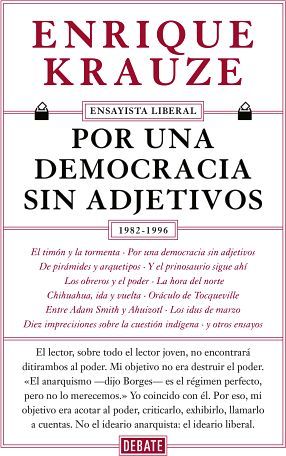 ENRIQUE
KRAUZE
ENSAYISTA LIBERAL
POR UNA
DEMOCRACIA
SIN ADJETIVOS
1982-1996
El timón y la tormenta · Por una democracia sin adjetivos
De pirámides y arquetipos · Y el prinosaurio sigue ahí
Los obreros y el poder · La hora del norte
Chihuahua, ida y vuelta · Oráculo de Tocqueville
Entre Adam Smith y Ahuizotl · Los idus de marzo
Diez imprecisiones sobre la cuestión indígena · y otros ensayos
El lector, sobre todo el lector joven, no encontrará
ditirambos al poder. Mi objetivo no era destruir el poder.
«El anarquismo —dijo Borges— es el régimen perfecto,
pero no lo merecemos.» Yo coincido con él. Por eso, mi
objetivo era acotar al poder, criticarlo, exhibirlo, llamarlo
a cuentas. No el ideario anarquista: el ideario liberal.
DEBATE